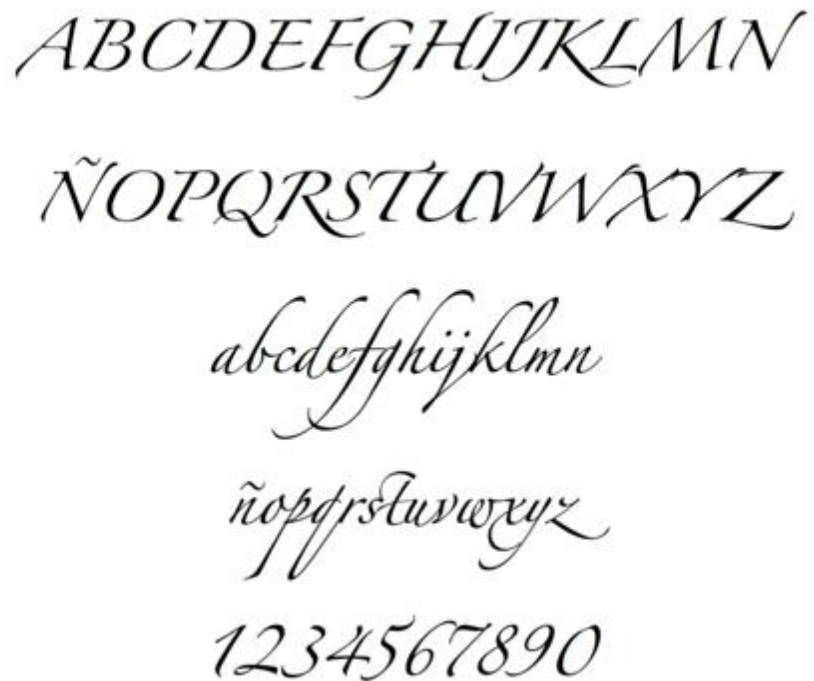 ABCDEFGHIJKLMN
ÑOPQRSTUVWXYZ
abcdefghijklmn
ñopqrstuvwxyz
1234567890